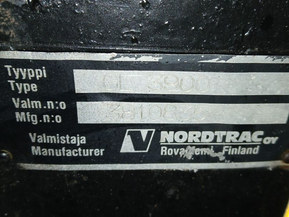 Tyyppi
Type
Valm.n:o
Mfg.n:o
Valmistaja
Manufacturer
NORDTRAC OY
Rovaniemi - Finland